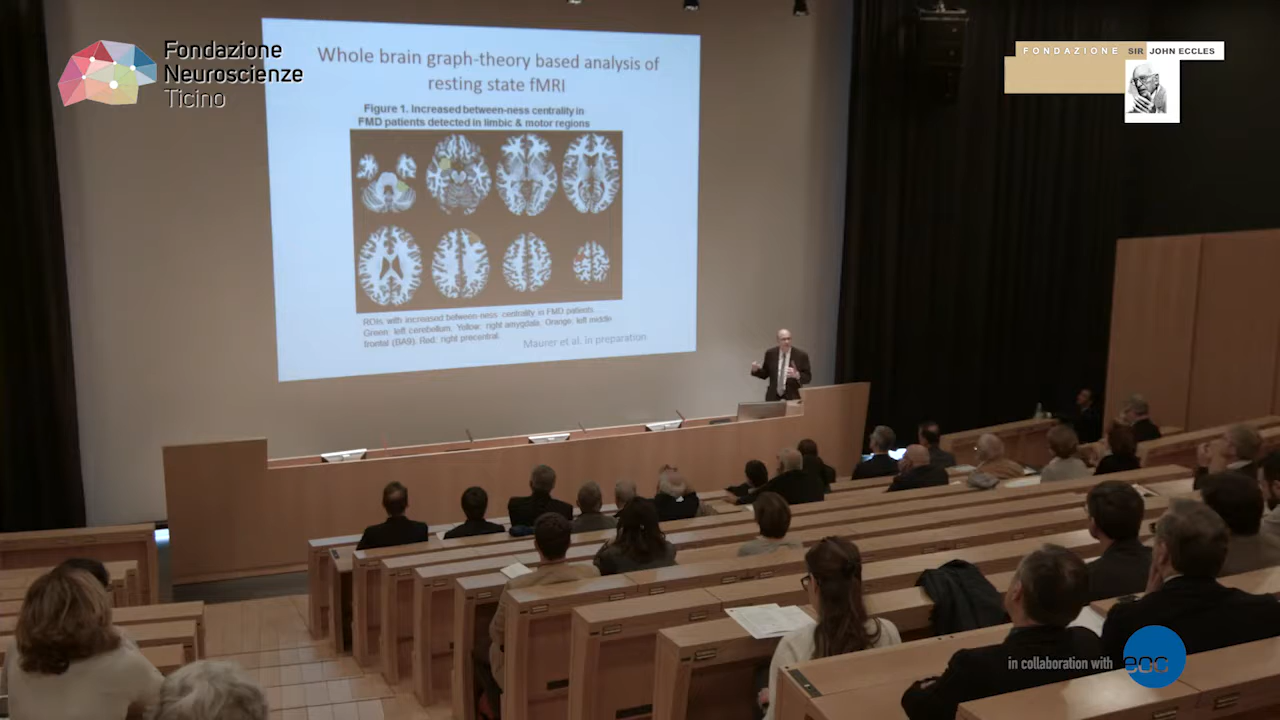 Fondazione
Neuroscienze
Ticino
FONDAZIONE SIR JOHN ECCLES
Whole brain graph-theory based analysis of
resting state fMRI
Figure 1. Increased between-ness centrality in
FMD patients detected in limbic & motor regions
ROIs with increased between-ness centrality in FMD patients.
Green: left cerebellum. Yellow: right amygdala. Orange: left middle
frontal (BA9). Red: right precentral.
Maurer et al. in preparation
in collaboration with
eoc